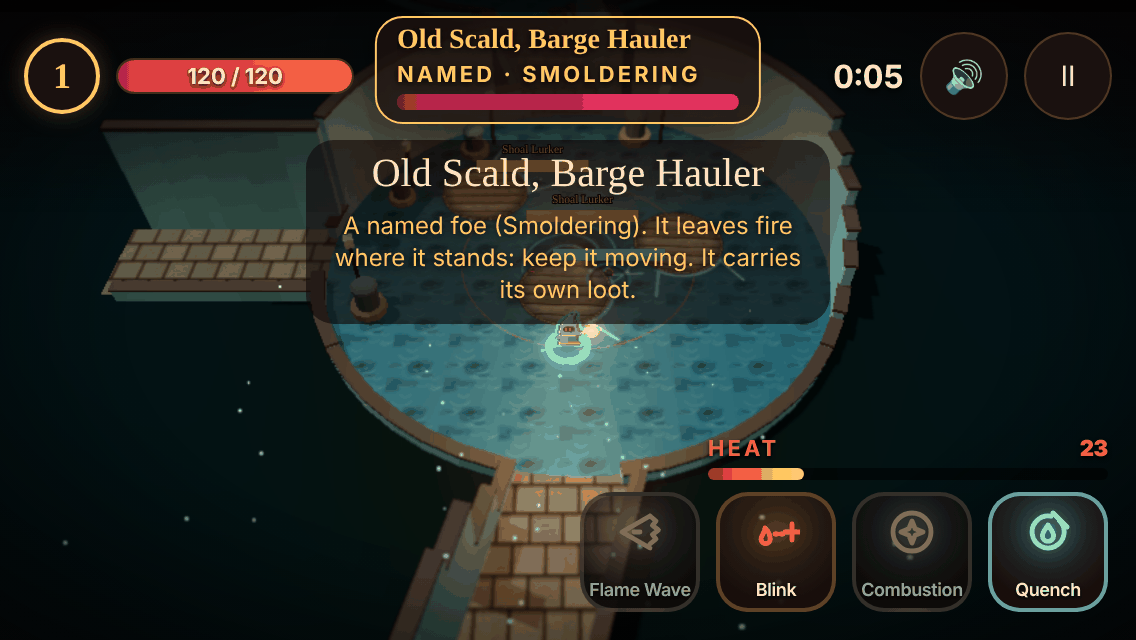 1
120 / 120
Old Scald, Barge Hauler
NAMED · SMOLDERING
0:05
Shoal Lurker
Old Scald, Barge Hauler
Shoal Lurker
A named foe (Smoldering). It leaves fire
where it stands: keep it moving. It carries
its own loot.
HEAT
23
Flame Wave
Blink
Combustion
Quench